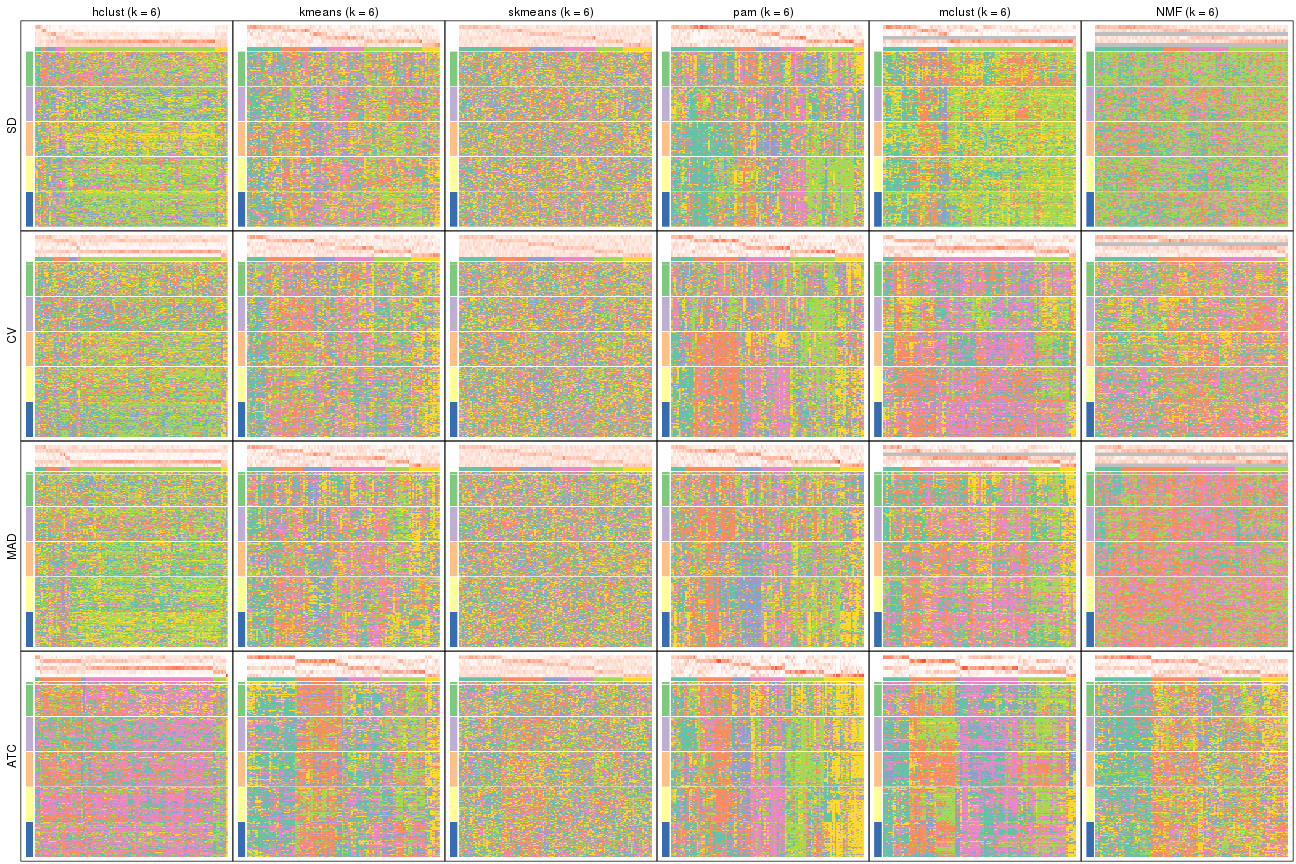 hclust (k = 6) kmeans (k = 6) skmeans (k = 6) pam (k = 6) mclust (k = 6) NMF (k = 6)
SD
CV
MAD
ATC